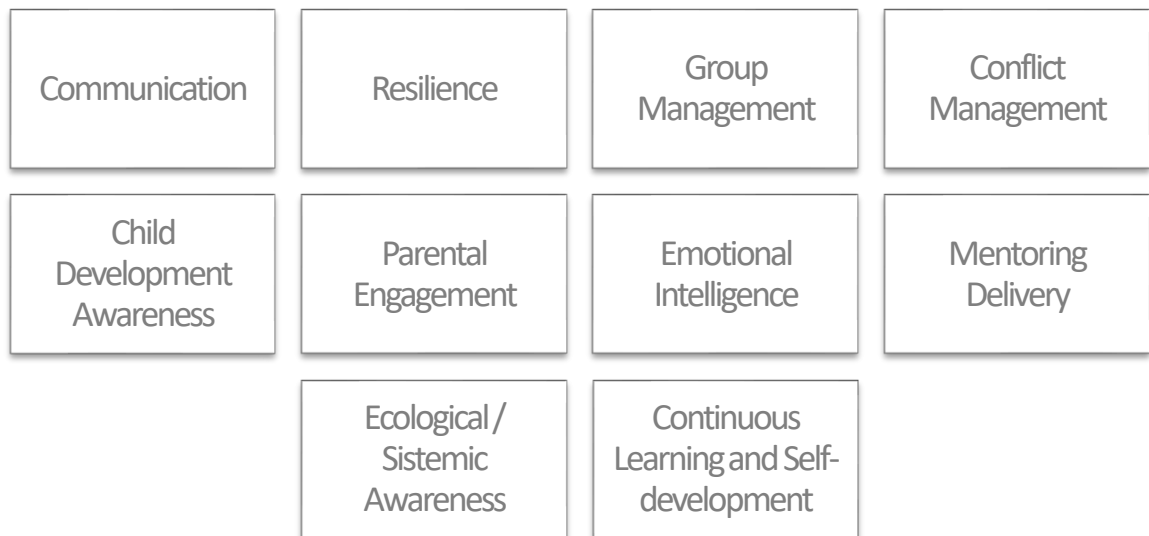 Communication
Resilience
Group
Management
Conflict
Management
Child
Development
Awareness
Parental
Engagement
Emotional
Intelligence
Mentoring
Delivery
Ecological /
Sistemic
Awareness
Continuous
Learning and Self-
development